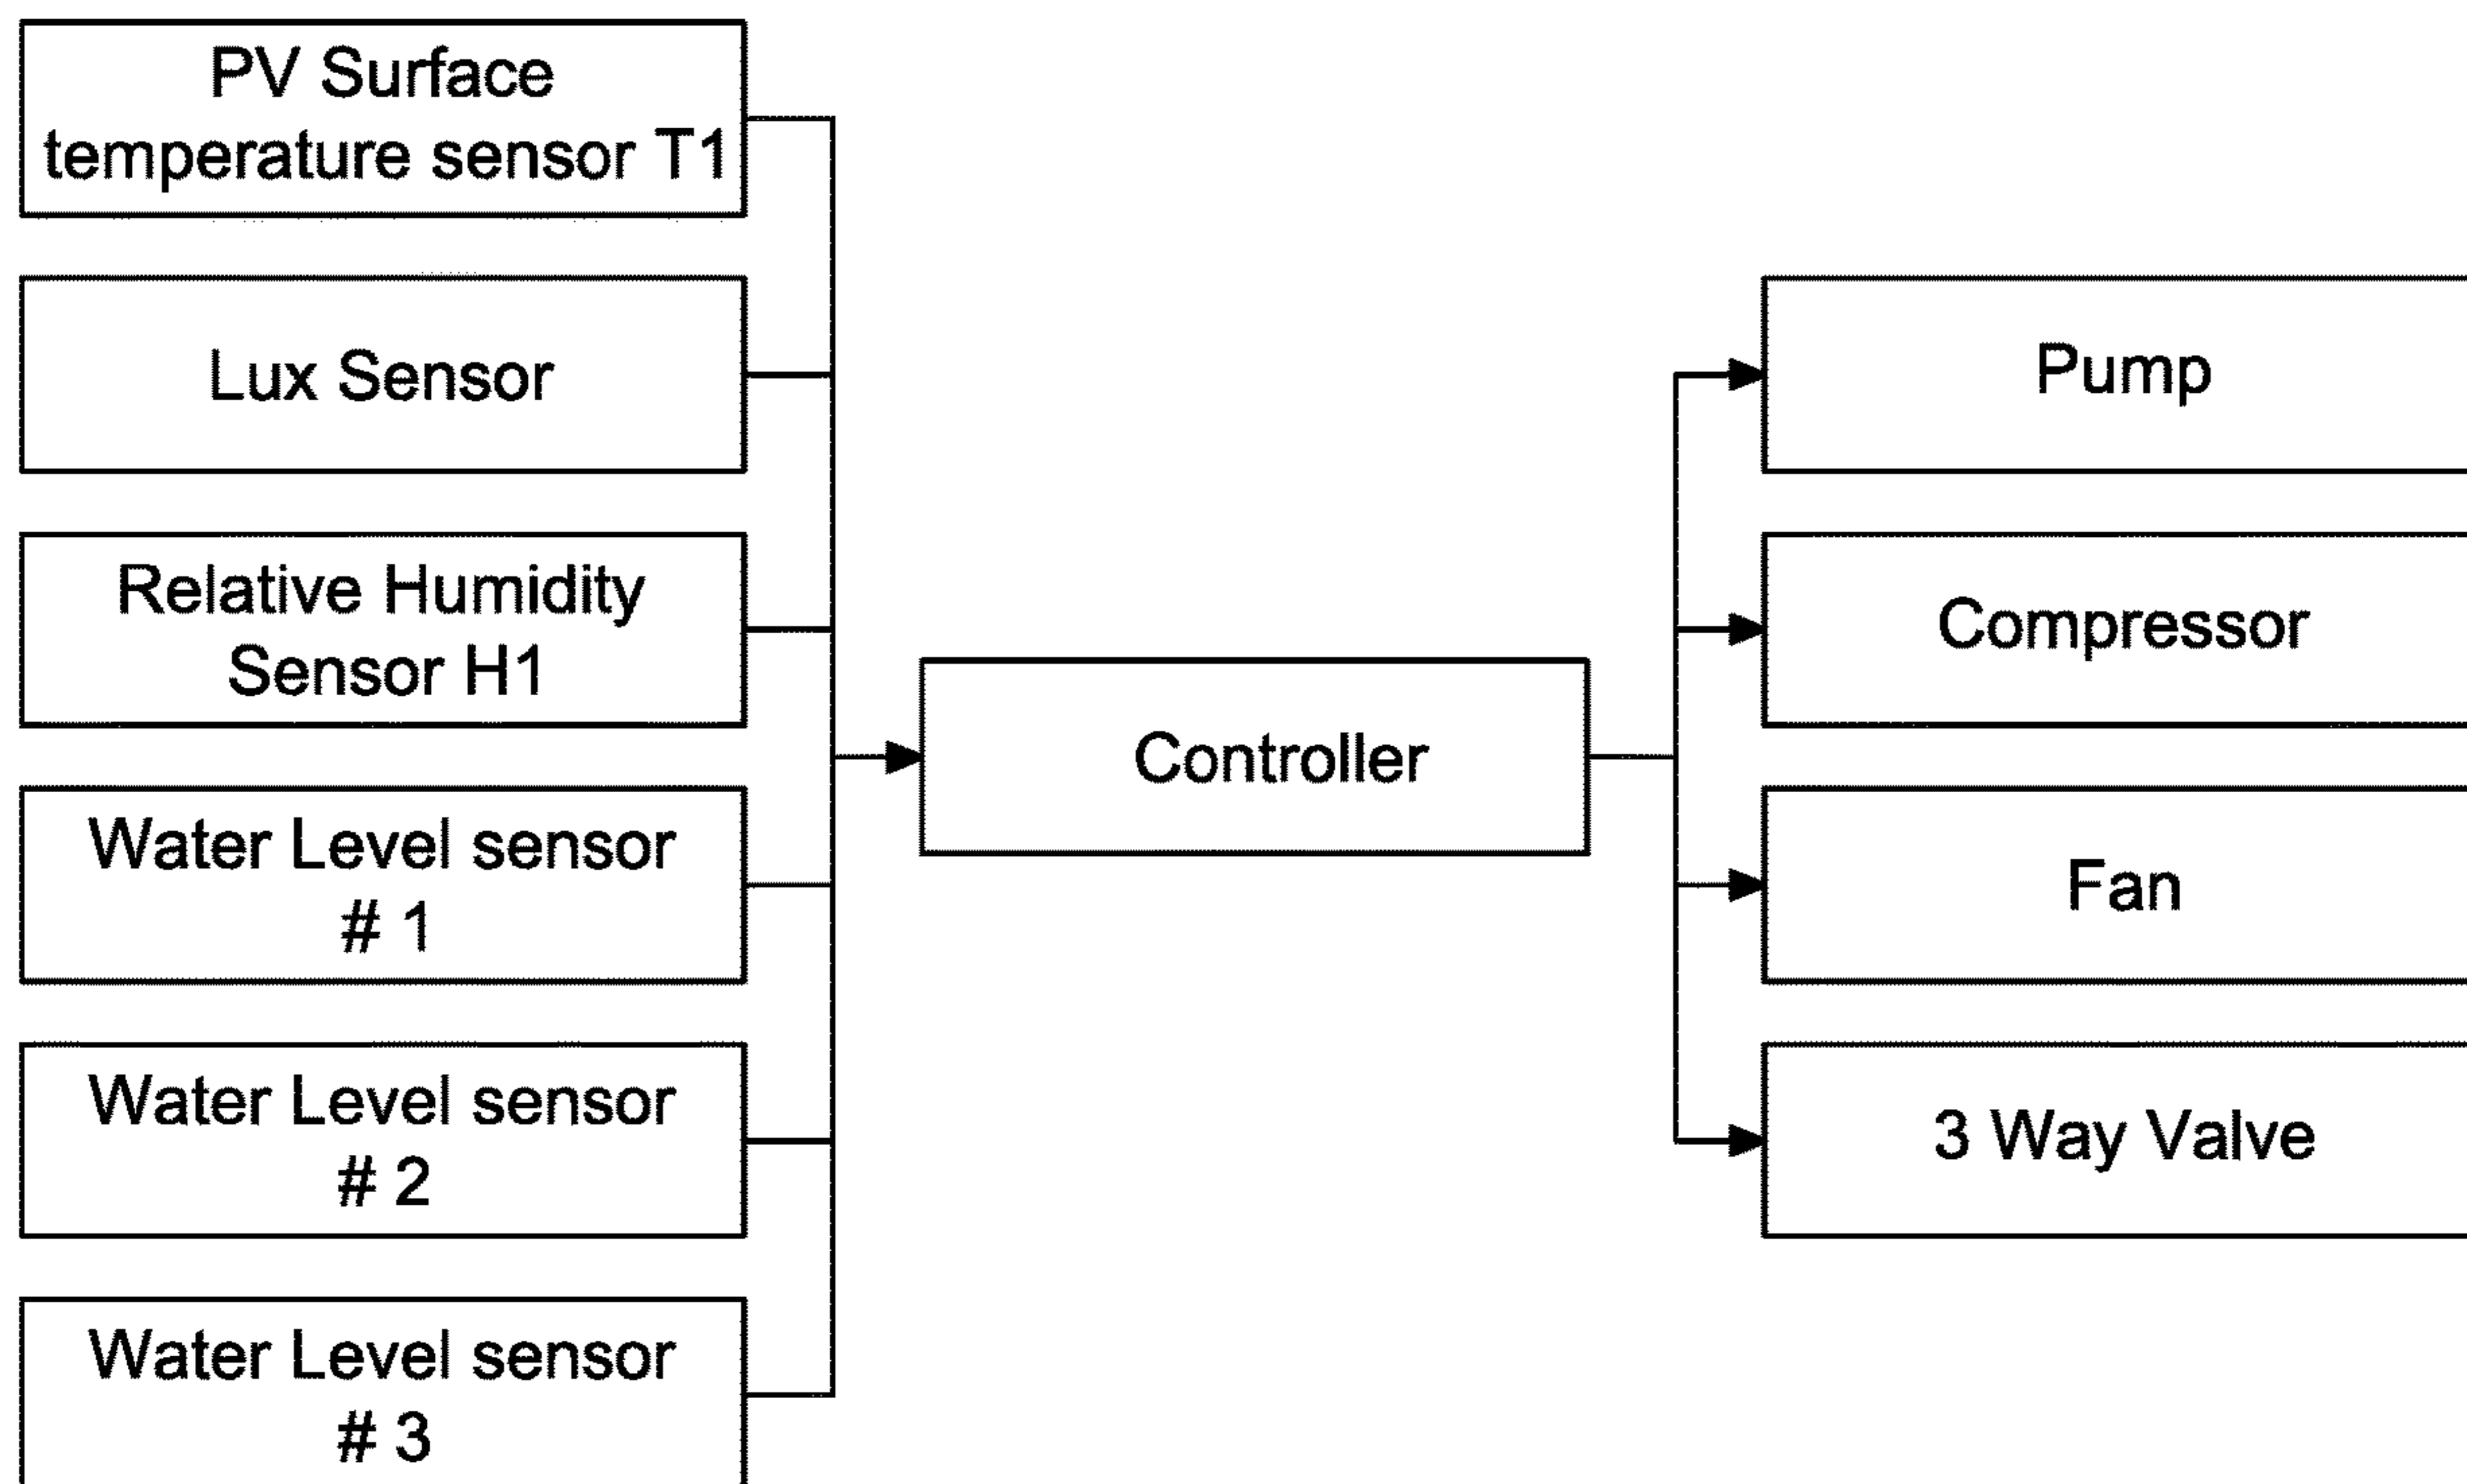 PV Surface
temperature sensor T1
Lux Sensor
Relative Humidity
Sensor H1
Water Level sensor
# 1
Water Level sensor
# 2
Water Level sensor
# 3
Controller
Pump
Compressor
Fan
3 Way Valve